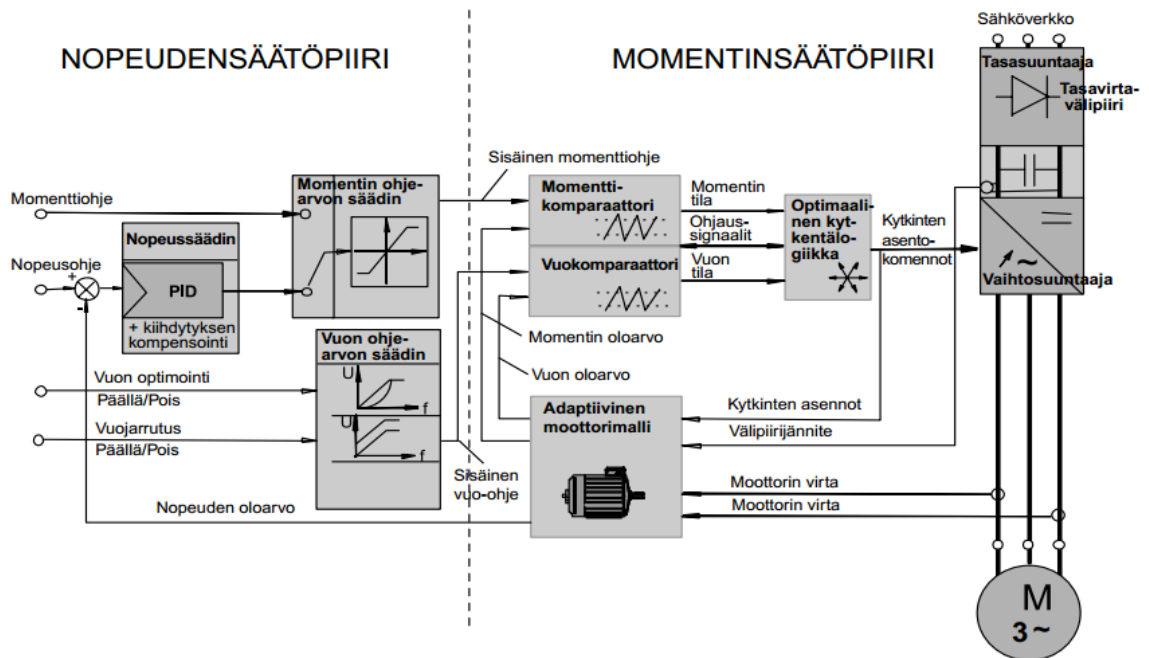 Sähköverkko
NOPEUDENSÄÄTÖPIIRI
MOMENTINSÄÄTÖPIIRI
Tasasuuntaaja
Tasavirta-
välipiiri
Sisäinen momenttiohje
Momenttiohje
Momentin ohje-
arvon säädin
Momentti-
komparaattori
Momentin
tila
Ohjaus-
signaalit
Vuon
tila
Optimaali-
nen kyt-
kentälo-
giikka
Kytkinten
asento-
komennot
Nopeussäädin
Nopeusohje
+
-
PID
+ kiihdytyksen
kompensointi
Vuokomparaattori
~
Vaihtosuuntaaja
Vuon ohje-
arvon säädin
U
f
U
f
Momentin oloarvo
Vuon oloarvo
Vuon optimointi
Päällä/Pois
Vuojarrutus
Päällä/Pois
Adaptiivinen
moottorimalli
Kytkinten asennot
Välipiirijännite
Sisäinen
vuo-ohje
Moottorin virta
Moottorin virta
Nopeuden oloarvo
M
3 ~